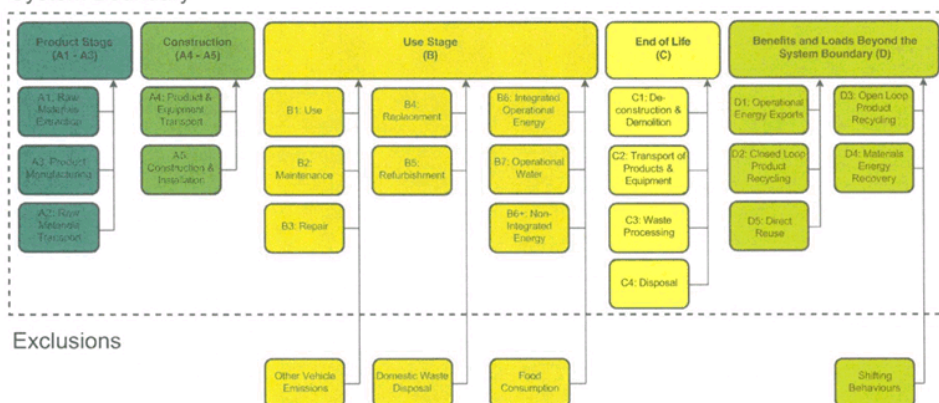 Product Stage
(A1 - A3)
Construction
(A4 - A5)
Use Stage
(B)
End of Life
(C)
Benefits and Loads Beyond the
System Boundary (D)
A1: Raw
Materials
Extraction
A3: Product
Manufacturing
A2: Raw
Materials
Transport
A4: Product &
Equipment
Transport
A5:
Construction &
Installation
B1: Use
B2:
Maintenance
B3: Repair
B4:
Replacement
B5:
Refurbishment
B6: Integrated
Operational
Energy
B7: Operational
Water
B6+: Non-
Integrated
Energy
C1: De-
construction &
Demolition
C2: Transport of
Products &
Equipment
C3: Waste
Processing
C4: Disposal
D1: Operational
Energy Exports
D2: Closed Loop
Product
Recycling
D5: Direct
Reuse
D3: Open Loop
Product
Recycling
D4: Materials
Energy
Recovery
Exclusions
Other Vehicle
Emissions
Domestic Waste
Disposal
Food
Consumption
Shifting
Behaviours